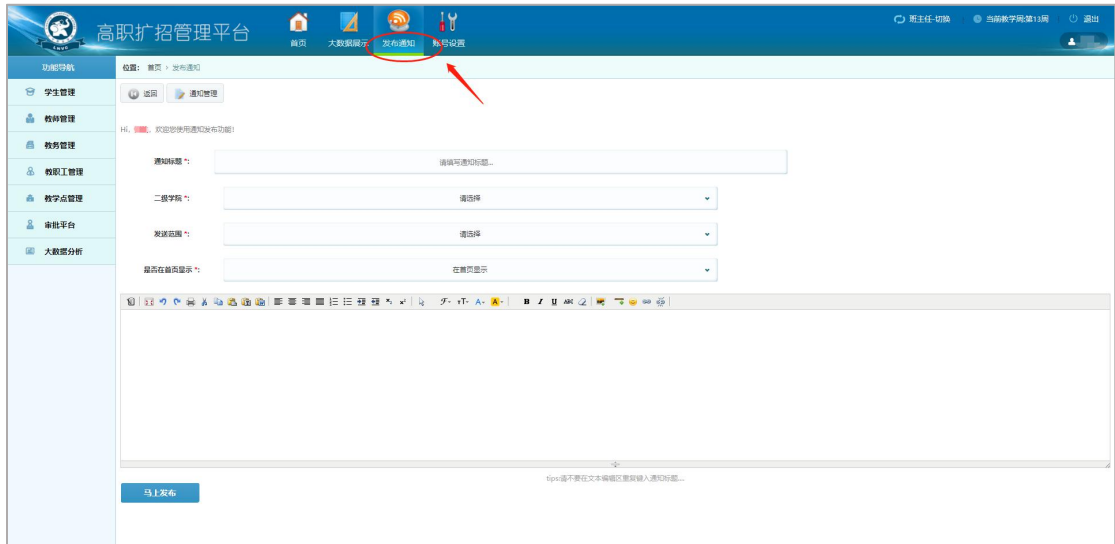 高职扩招管理平台
首页 大数据展示 发布通知 账号设置
班主任-切换 当前教学周:第13周 退出
功能导航
位置： 首页 › 发布通知
学生管理
返回 通知管理
教师管理
Hi， ，欢迎您使用通知发布功能!
教务管理
通知标题 *: 请填写通知标题...
教职工管理
教学点管理
二级学院 *: 请选择
审批平台
发送范围 *: 请选择
大数据分析
是否在首页显示 *: 在首页显示
tips:请不要在文本编辑区重复键入通知标题...
马上发布